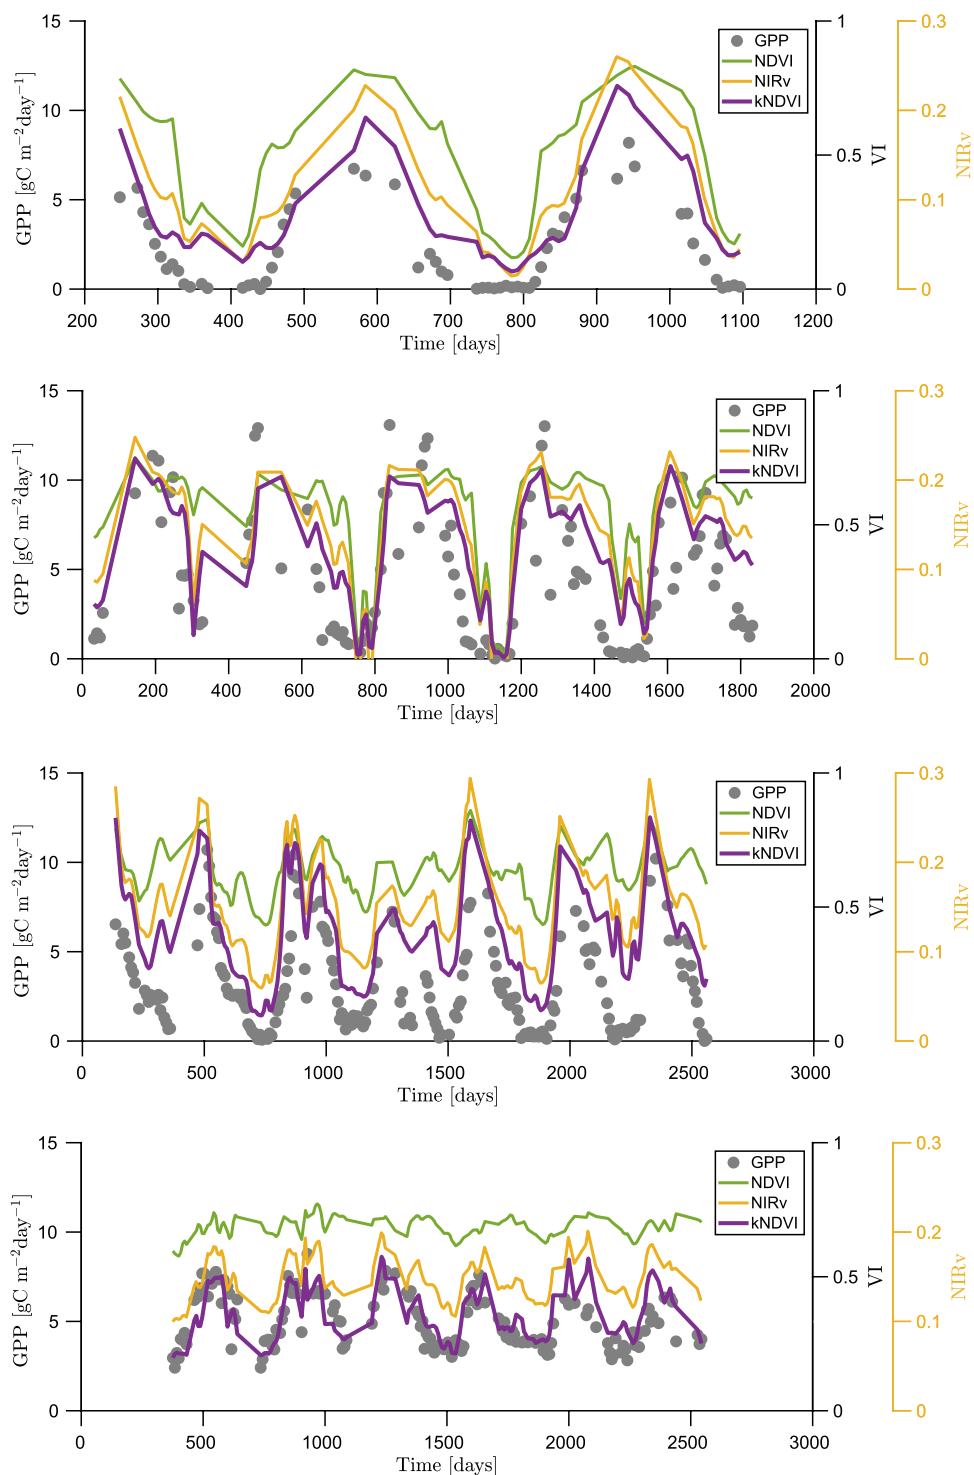 15
10
5
0
GPP [gC m−2day−1]
200 300 400 500 600 700 800 900 1000 1100 1200
Time [days]
1
0.5
0
VI
0.3
0.2
0.1
0
NIRv
GPP
NDVI
NIRv
kNDVI
15
10
5
0
GPP [gC m−2day−1]
0 200 400 600 800 1000 1200 1400 1600 1800 2000
Time [days]
1
0.5
0
VI
0.3
0.2
0.1
0
NIRv
GPP
NDVI
NIRv
kNDVI
15
10
5
0
GPP [gC m−2day−1]
0 500 1000 1500 2000 2500 3000
Time [days]
1
0.5
0
VI
0.3
0.2
0.1
0
NIRv
GPP
NDVI
NIRv
kNDVI
15
10
5
0
GPP [gC m−2day−1]
0 500 1000 1500 2000 2500 3000
Time [days]
1
0.5
0
VI
0.3
0.2
0.1
0
NIRv
GPP
NDVI
NIRv
kNDVI